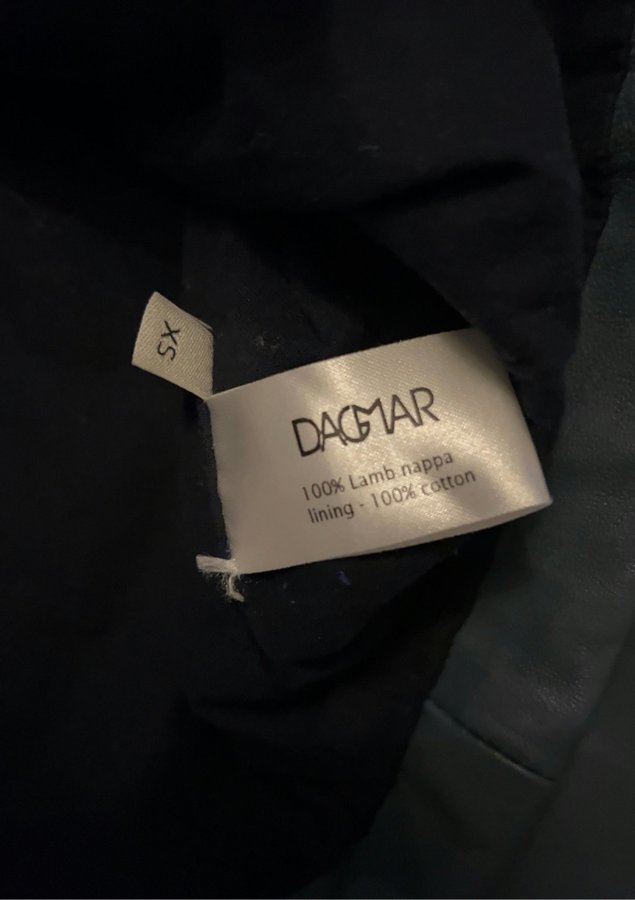 XS
DAGMAR
100% Lamb nappa
lining - 100% cotton